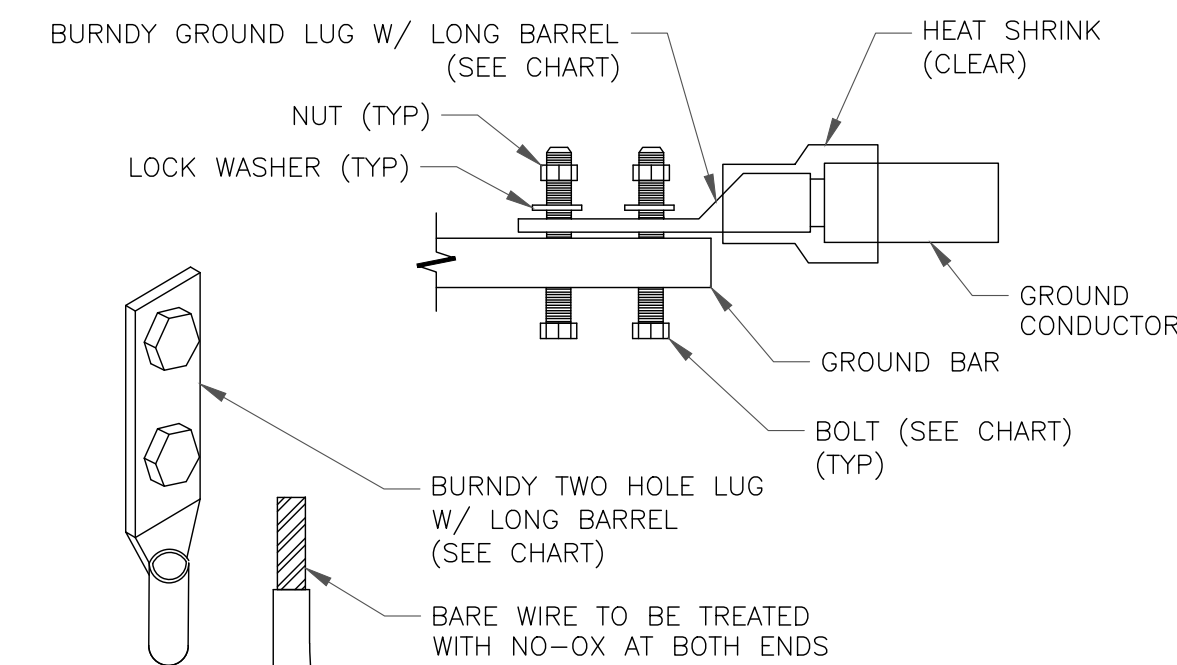 BURNDY GROUND LUG W/ LONG BARREL
(SEE CHART)
HEAT SHRINK
(CLEAR)
NUT (TYP)
LOCK WASHER (TYP)
GROUND
CONDUCTOR
GROUND BAR
BOLT (SEE CHART)
(TYP)
BURNDY TWO HOLE LUG
W/ LONG BARREL
(SEE CHART)
BARE WIRE TO BE TREATED
WITH NO-OX AT BOTH ENDS